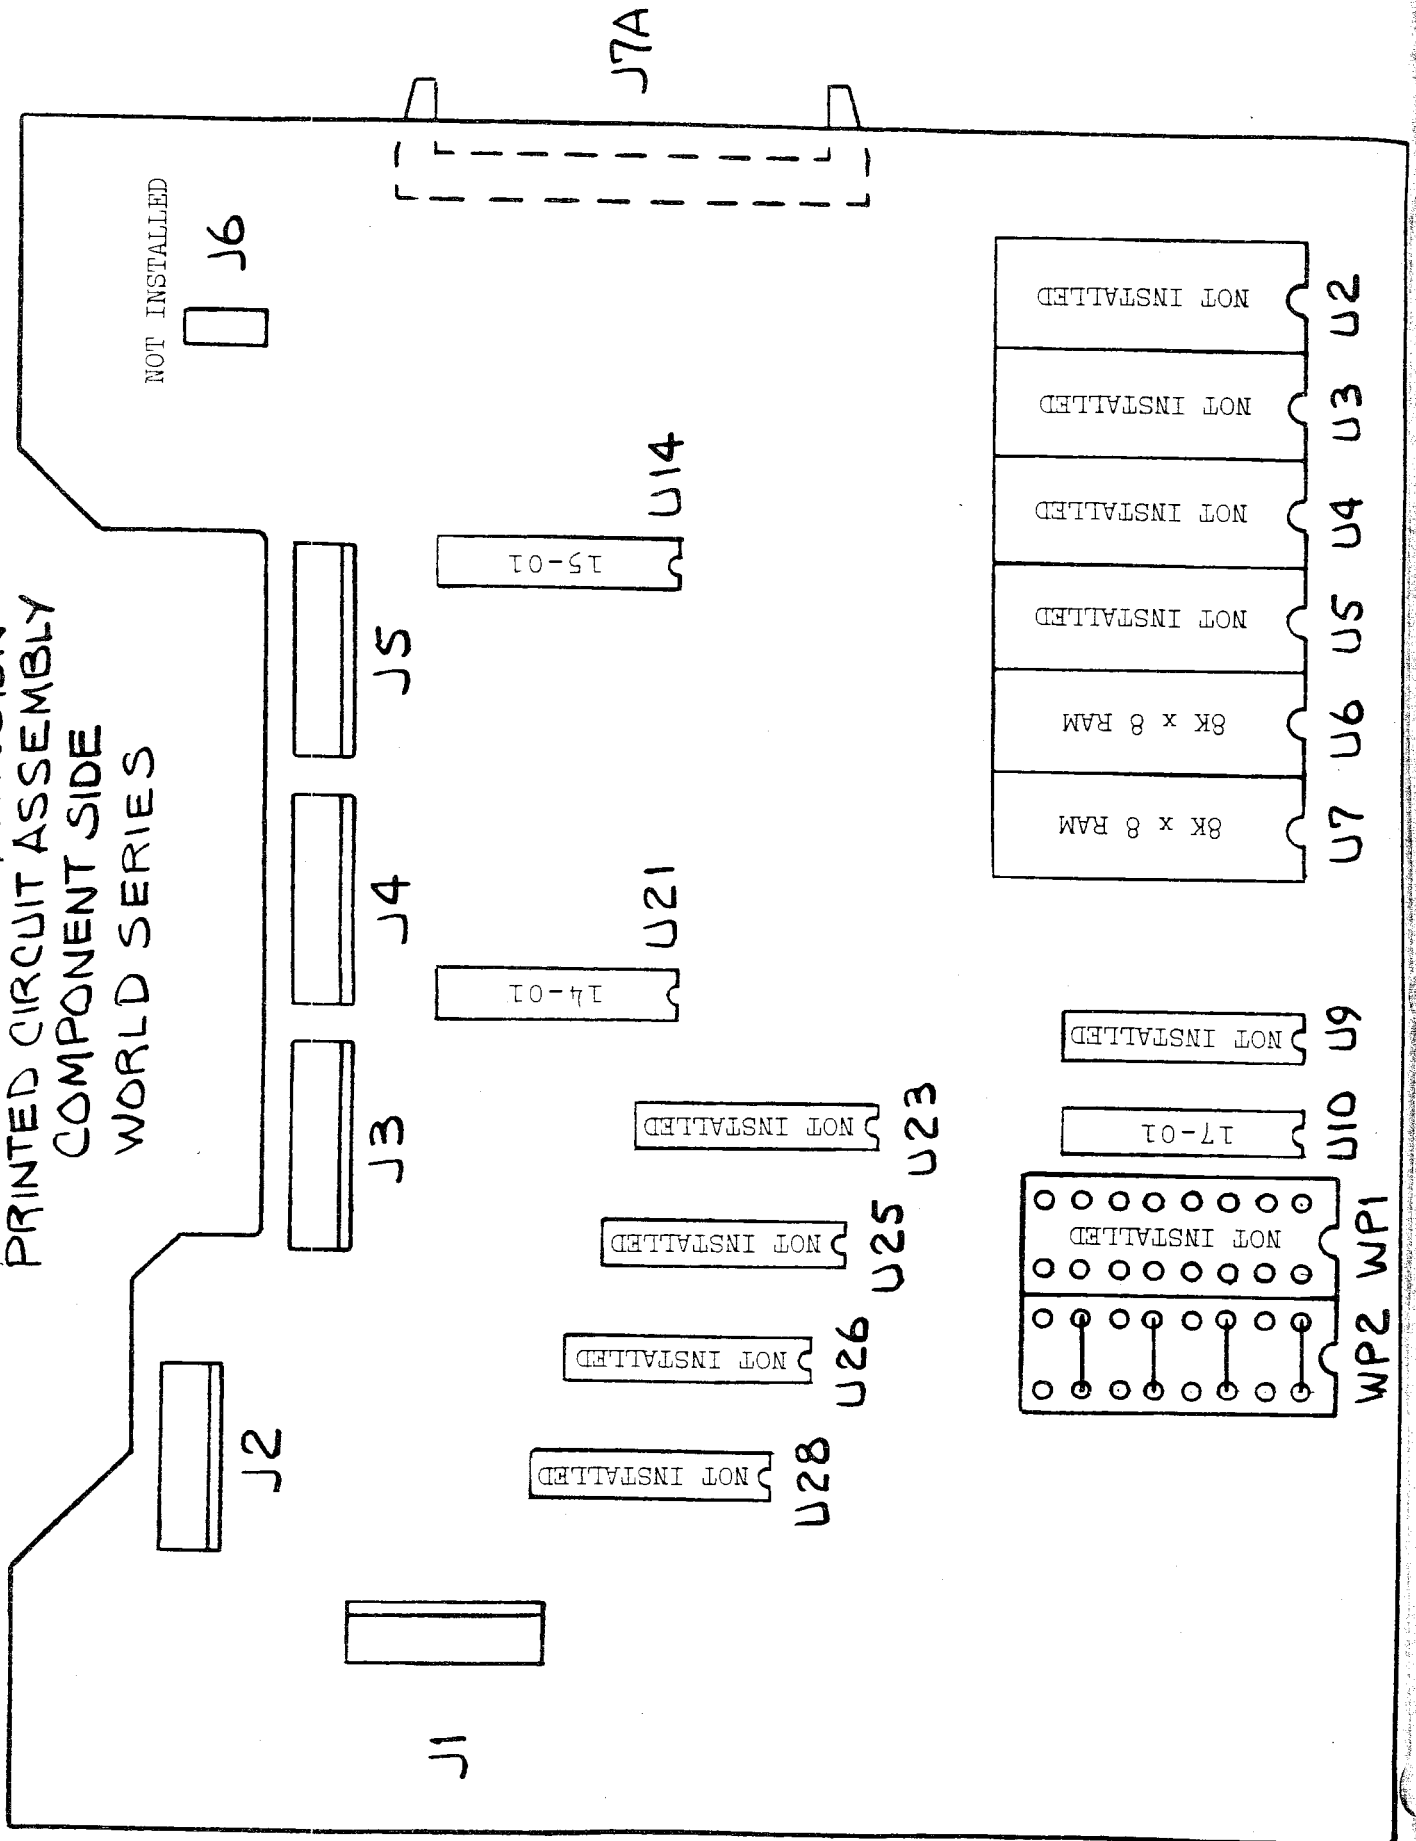 PRINTED CIRCUIT ASSEMBLY
COMPONENT SIDE
WORLD SERIES
J7A
NOT INSTALLED
J6
J5
J4
J3
J2
J1
15-01
U14
14-01
U21
NOT INSTALLED
U23
NOT INSTALLED
U25
NOT INSTALLED
U26
NOT INSTALLED
U28
NOT INSTALLED
U2
NOT INSTALLED
U3
NOT INSTALLED
U4
NOT INSTALLED
U5
8K x 8 RAM
U6
8K x 8 RAM
U7
NOT INSTALLED
U9
17-01
U10
NOT INSTALLED
WP1
WP2